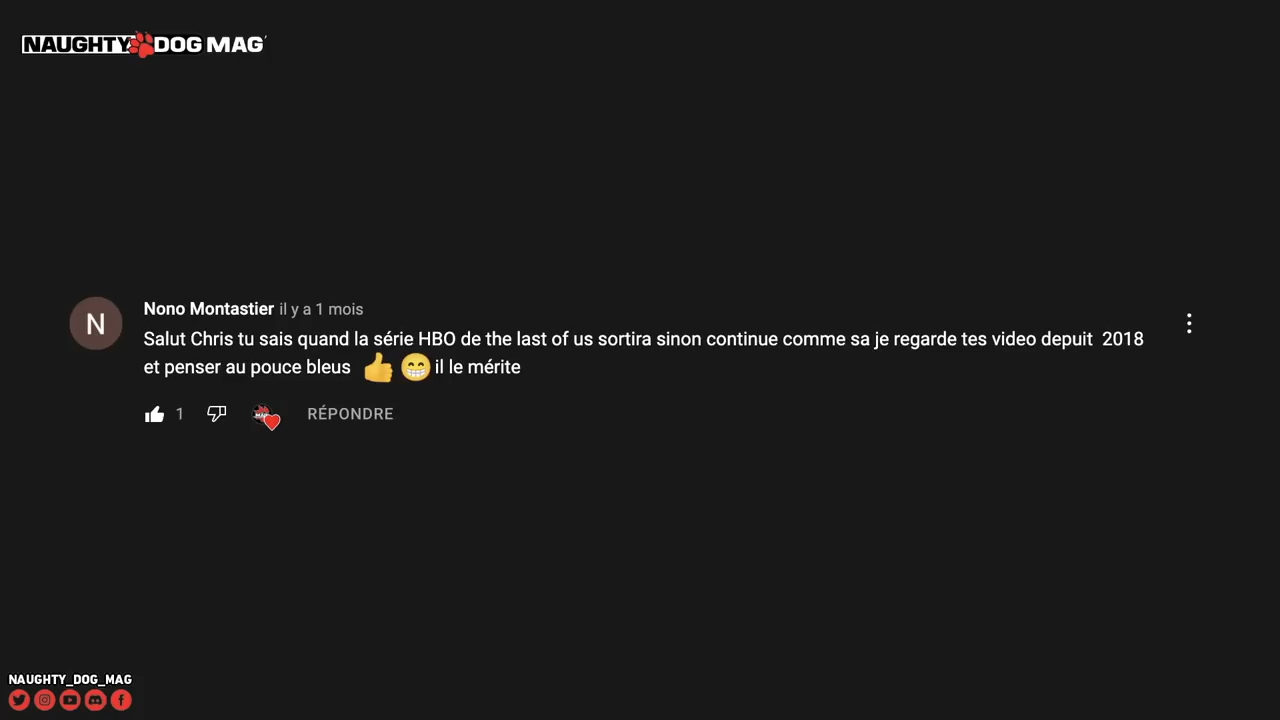 NAUGHTY DOG MAG
Nono Montastier il y a 1 mois
Salut Chris tu sais quand la série HBO de the last of us sortira sinon continue comme sa je regarde tes video depuit 2018
et penser au pouce bleus 👍 😁 il le mérite
1 RÉPONDRE
NAUGHTY_DOG_MAG